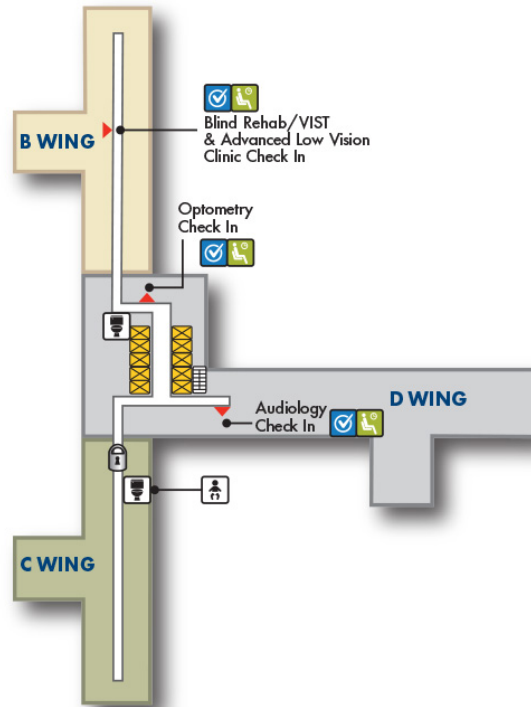 B WING
Blind Rehab/VIST
& Advanced Low Vision
Clinic Check In
Optometry
Check In
Audiology
Check In
D WING
C WING